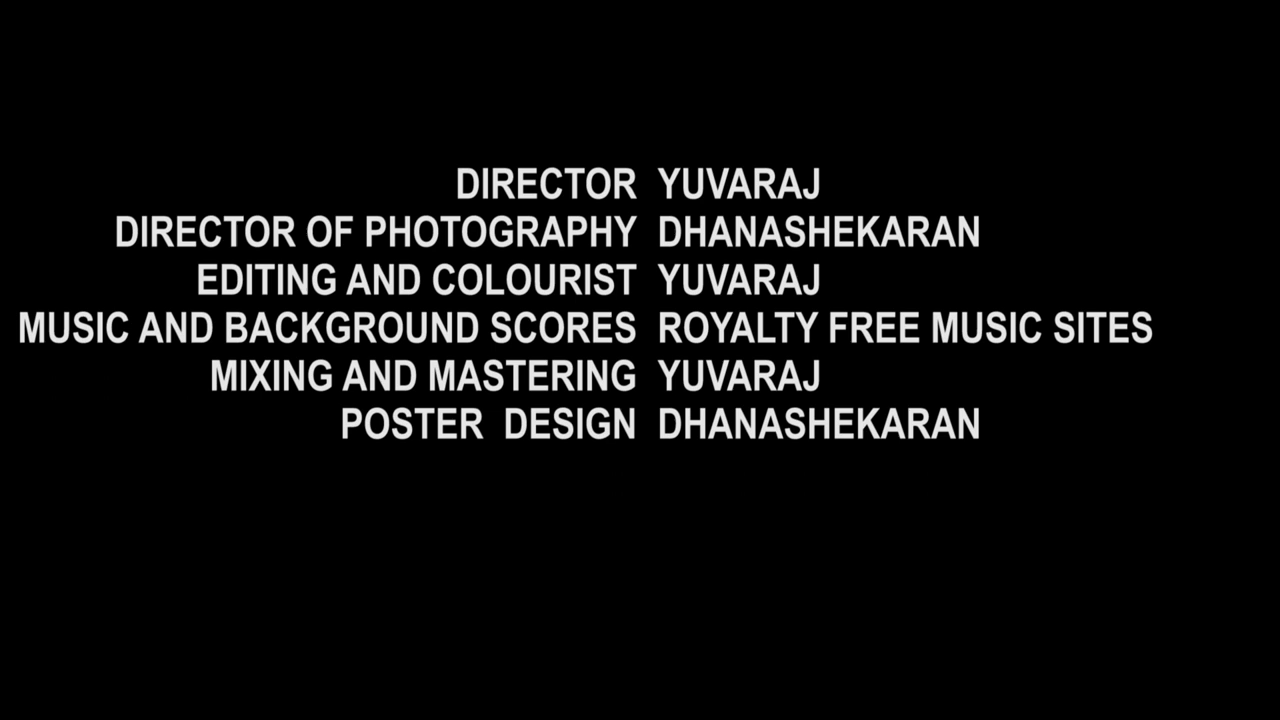 DIRECTOR YUVARAJ
DIRECTOR OF PHOTOGRAPHY DHANASHEKARAN
EDITING AND COLOURIST YUVARAJ
MUSIC AND BACKGROUND SCORES ROYALTY FREE MUSIC SITES
MIXING AND MASTERING YUVARAJ
POSTER DESIGN DHANASHEKARAN